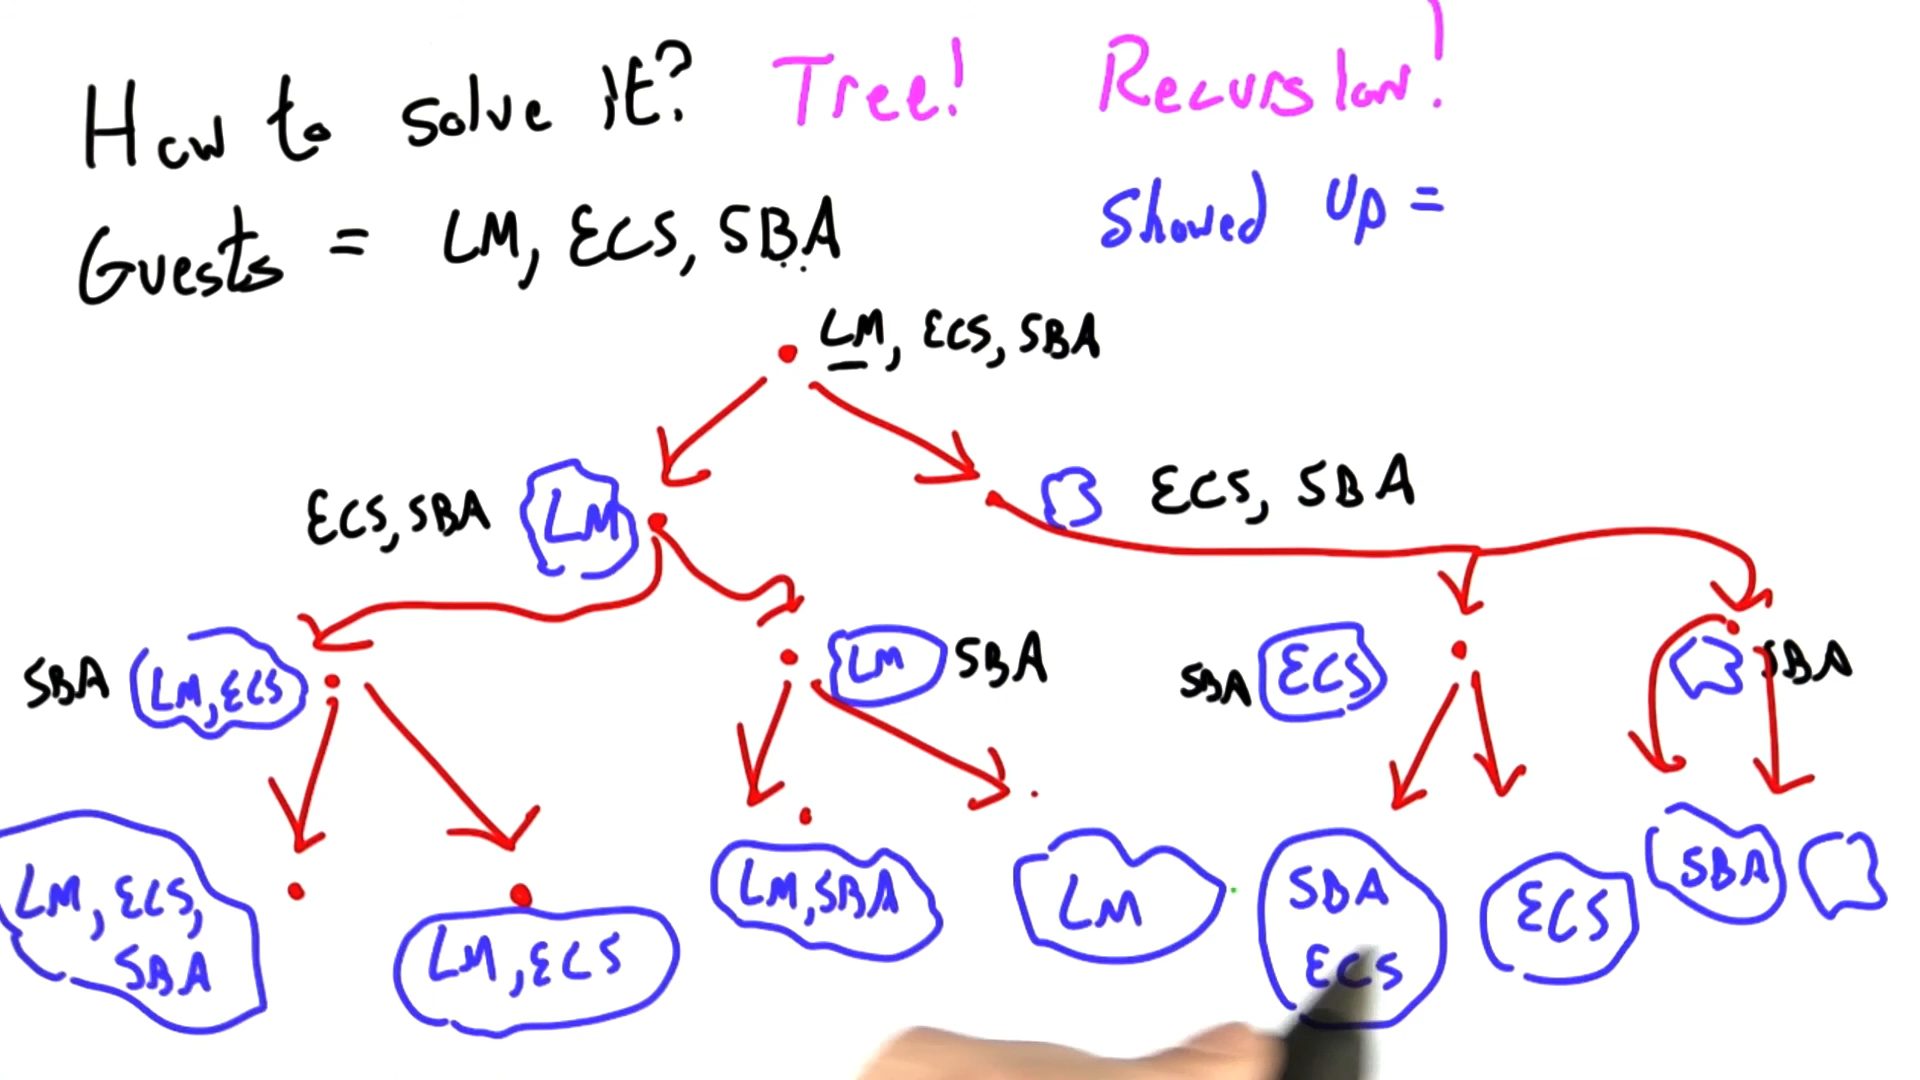 How to solve it? Tree! Recursion!
Guests = LM, ECS, SBA
Showed Up =
LM, ECS, SBA
ECS, SBA LM
ECS, SBA
SBA LM, ECS
LM SBA
SBA ECS
SBA
LM, ECS,
SBA
LM, ECS
LM, SBA
LM
SBA
ECS
ECS
SBA